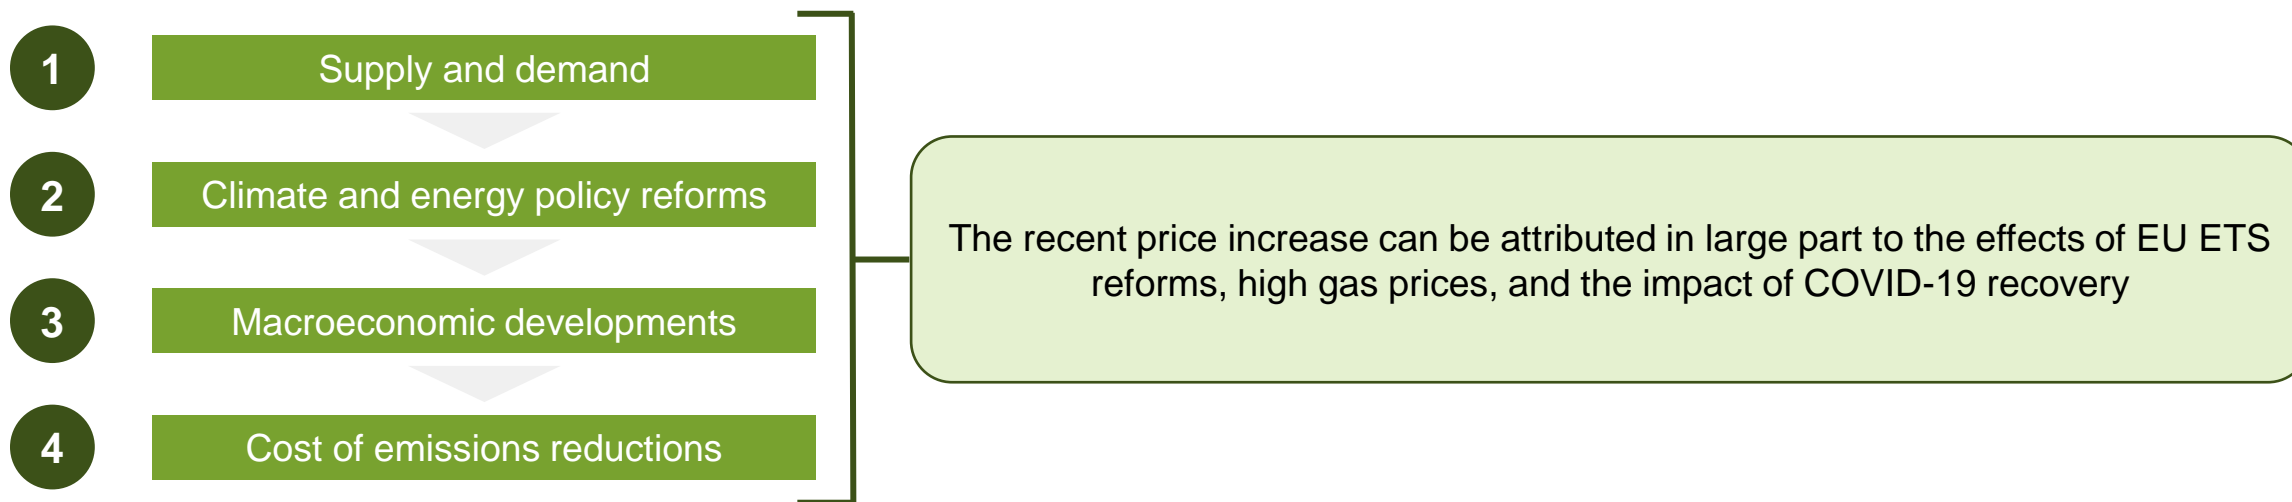 1
Supply and demand
2
Climate and energy policy reforms
3
Macroeconomic developments
4
Cost of emissions reductions
The recent price increase can be attributed in large part to the effects of EU ETS
reforms, high gas prices, and the impact of COVID-19 recovery